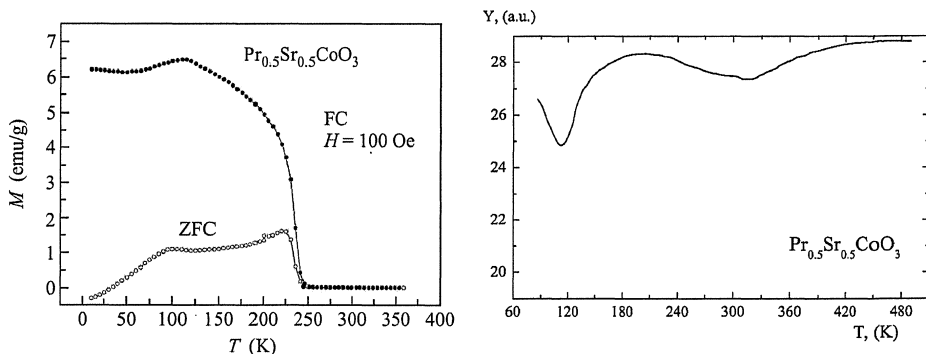 Pr0.5Sr0.5CoO3
FC
H = 100 Oe
ZFC
M (emu/g)
7
6
5
4
3
2
1
0
0 50 100 150 200 250 300 350 400
T (K)
Y, (a.u.)
28
26
24
22
20
Pr0.5Sr0.5CoO3
60 120 180 240 300 360 420 480
T, (K)